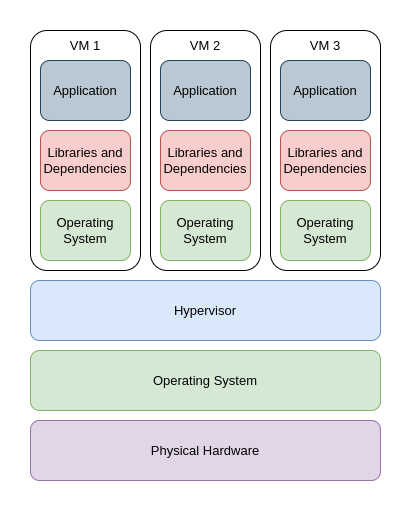 VM 1
VM 2
VM 3
Application
Application
Application
Libraries and
Dependencies
Libraries and
Dependencies
Libraries and
Dependencies
Operating
System
Operating
System
Operating
System
Hypervisor
Operating System
Physical Hardware